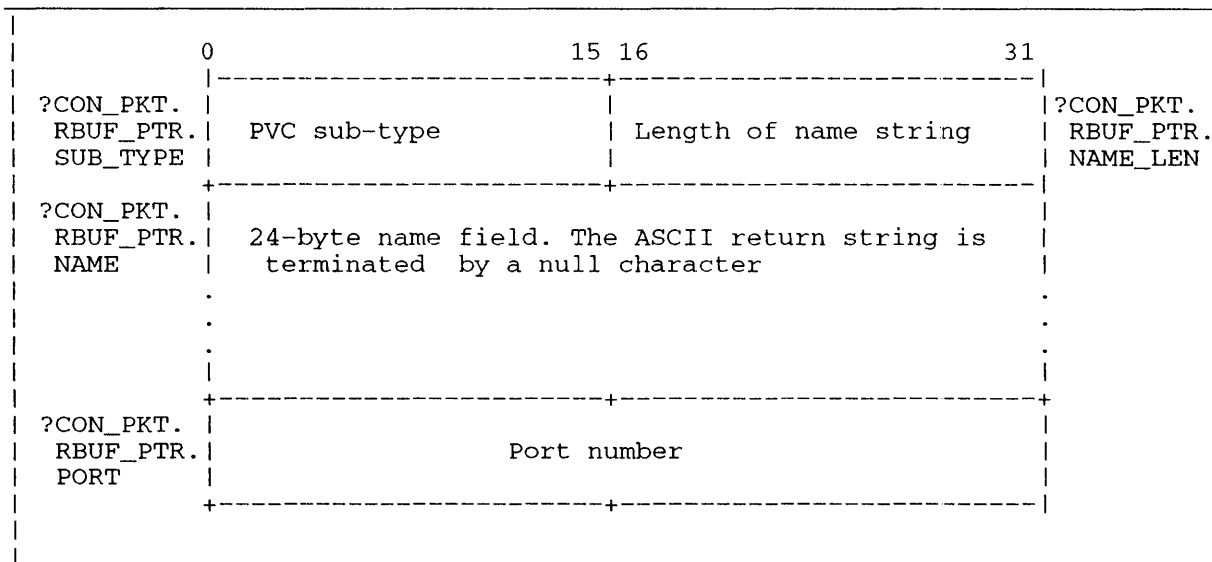 0 15 16 31
?CON_PKT. ?CON_PKT.
RBUF_PTR. PVC sub-type Length of name string RBUF_PTR.
SUB_TYPE NAME_LEN
?CON_PKT.
RBUF_PTR. 24-byte name field. The ASCII return string is
NAME terminated by a null character
.
.
.
?CON_PKT.
RBUF_PTR. Port number
PORT